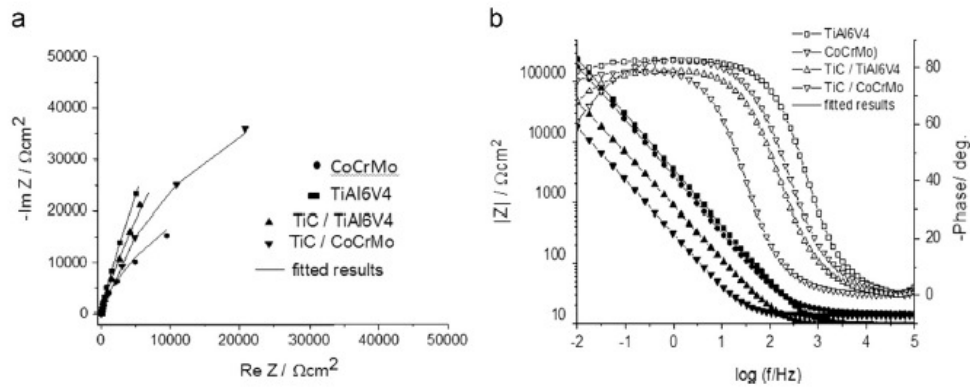 a
50000
40000
30000
20000
10000
0
-Im Z / Ωcm2
CoCrMo
TiAl6V4
TiC / TiAl6V4
TiC / CoCrMo
fitted results
0 10000 20000 30000 40000 50000
Re Z / Ωcm2
b
TiAl6V4
CoCrMo)
TiC / TiAl6V4
TiC / CoCrMo
fitted results
100000
10000
1000
100
10
|Z| / Ωcm2
80
60
40
20
0
-Phase/ deg.
-2 -1 0 1 2 3 4 5
log (f/Hz)